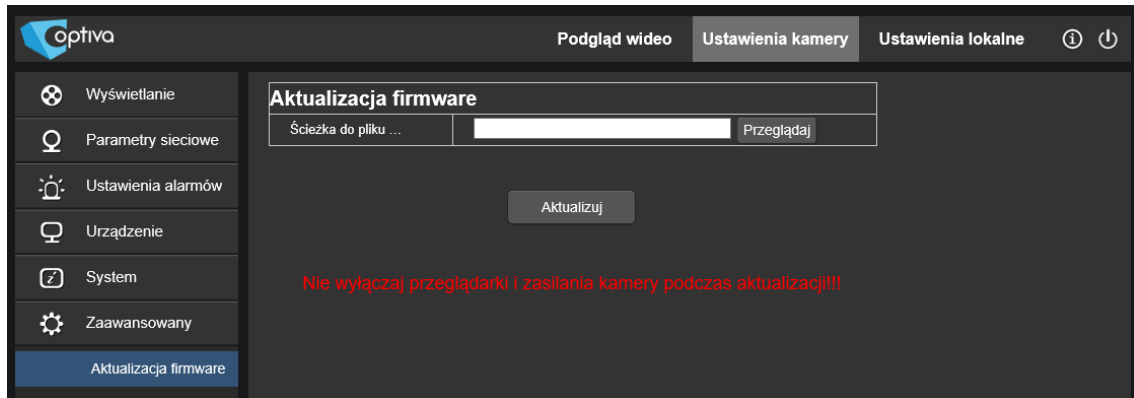 optiva
Podgląd wideo Ustawienia kamery Ustawienia lokalne
Wyświetlanie
Parametry sieciowe
Ustawienia alarmów
Urządzenie
System
Zaawansowany
Aktualizacja firmware
Aktualizacja firmware
Ścieżka do pliku ... Przeglądaj
Aktualizuj
Nie wyłączaj przeglądarki i zasilania kamery podczas aktualizacji!!!